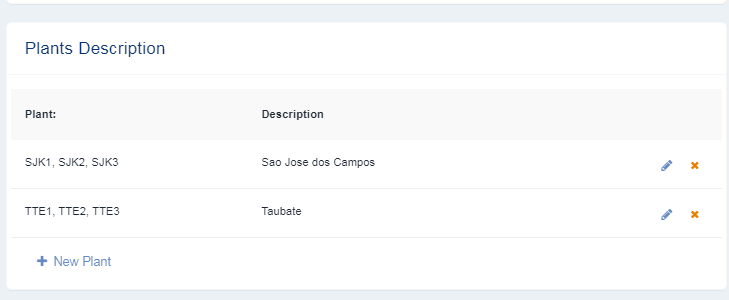 Plants Description
Plant: Description
SJK1, SJK2, SJK3 Sao Jose dos Campos
TTE1, TTE2, TTE3 Taubate
New Plant